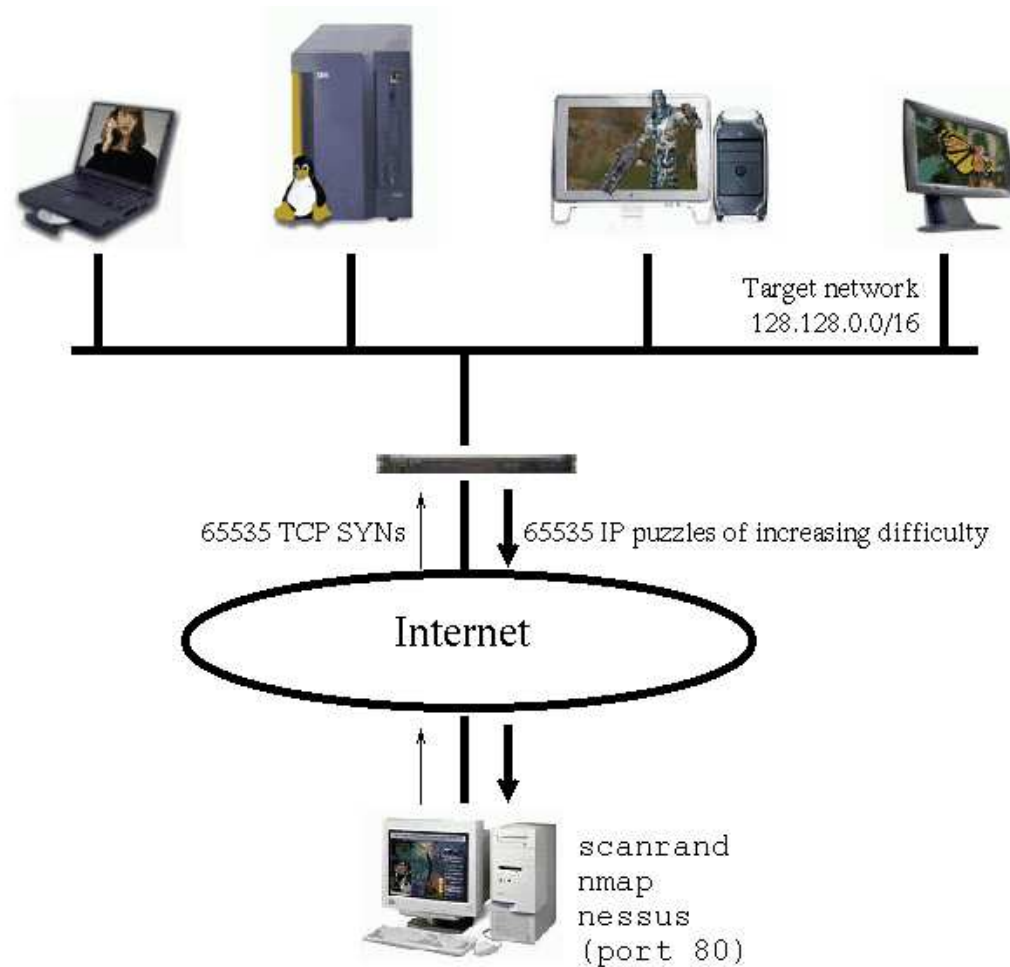 Target network
128.128.0.0/16
65535 TCP SYNs
65535 IP puzzles of increasing difficulty
Internet
scanrand
nmap
nessus
(port 80)